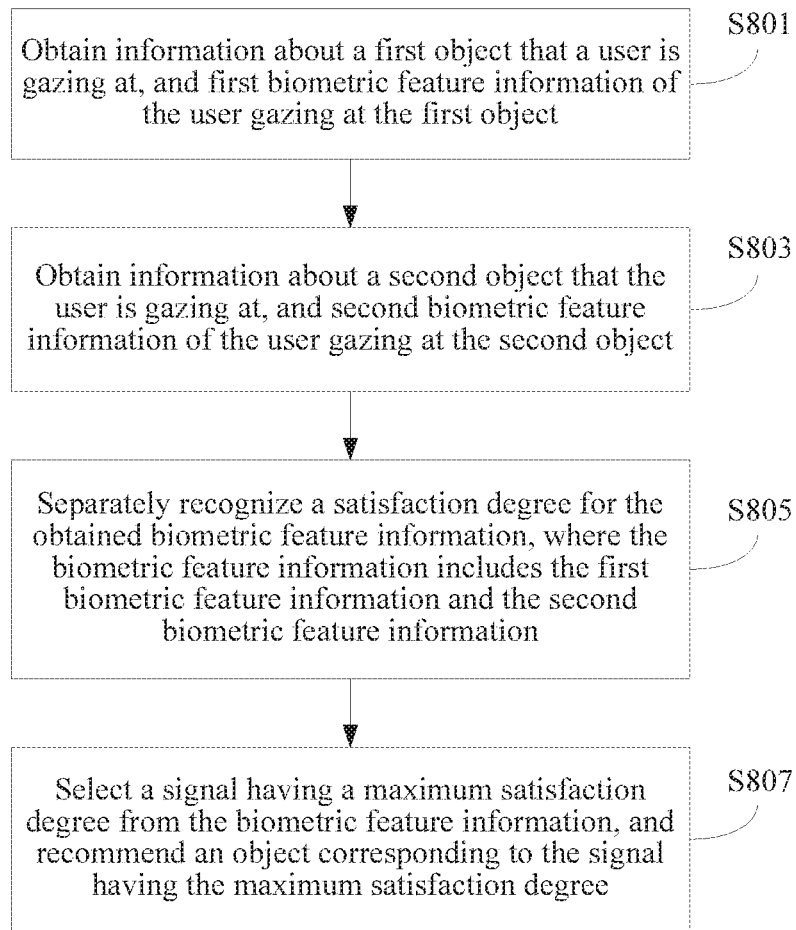 S801
Obtain information about a first object that a user is
gazing at, and first biometric feature information of
the user gazing at the first object
S803
Obtain information about a second object that the
user is gazing at, and second biometric feature
information of the user gazing at the second object
S805
Separately recognize a satisfaction degree for the
obtained biometric feature information, where the
biometric feature information includes the first
biometric feature information and the second
biometric feature information
S807
Select a signal having a maximum satisfaction
degree from the biometric feature information, and
recommend an object corresponding to the signal
having the maximum satisfaction degree